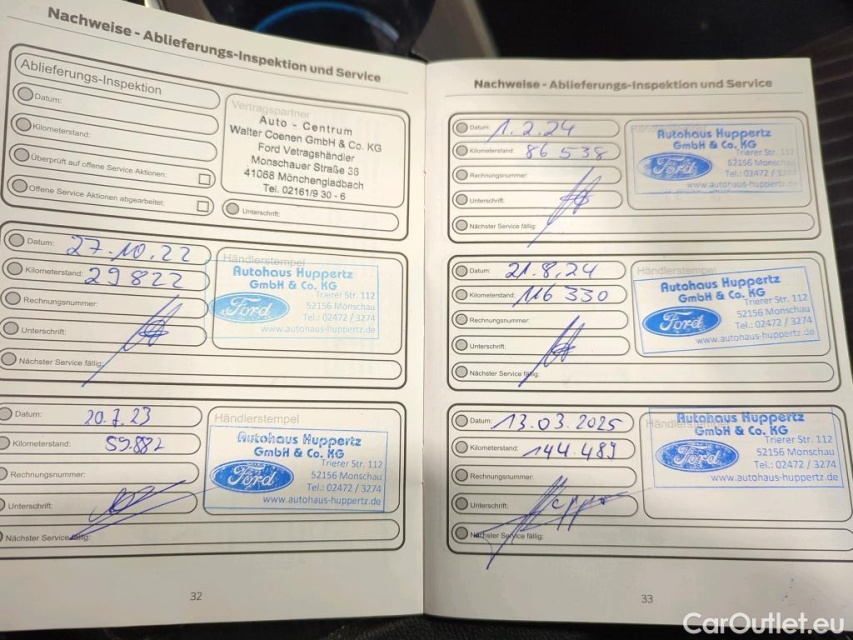 Nachweise - Ablieferungs-Inspektion und Service
Ablieferungs-Inspektion
Datum:
Kilometerstand:
Überprüft auf offene Service Aktionen:
Offene Service Aktionen abgearbeitet:
Vertragspartner
Auto - Centrum
Walter Coenen GmbH & Co. KG
Ford Vetragshändler
Monschauer Straße 36
41068 Mönchengladbach
Tel. 02161/9 30 - 6
Unterschrift:
Datum: 27.10.22
Kilometerstand: 29822
Rechnungsnummer:
Unterschrift:
Nächster Service fällig:
Händlerstempel
Autohaus Huppertz
GmbH & Co. KG
Ford
Trierer Str. 112
52156 Monschau
Tel.: 02472 / 3274
www.autohaus-huppertz.de
Datum: 20.7.23
Kilometerstand: 59.882
Rechnungsnummer:
Unterschrift:
Nächster Service fällig:
Händlerstempel
Autohaus Huppertz
GmbH & Co. KG
Ford
Trierer Str. 112
52156 Monschau
Tel.: 02472 / 3274
www.autohaus-huppertz.de
32
Nachweise - Ablieferungs-Inspektion und Service
Datum: 1.2.24
Kilometerstand: 86538
Rechnungsnummer:
Unterschrift:
Nächster Service fällig:
Autohaus Huppertz
GmbH & Co. KG
Ford
Trierer Str. 112
52156 Monschau
Tel.: 02472 /
www.autohaus-huppertz
Datum: 21.8.24
Kilometerstand: 116 330
Rechnungsnummer:
Unterschrift:
Nächster Service fällig:
Autohaus Huppertz
GmbH & Co. KG
Ford
Trierer Str. 112
52156 Monschau
Tel.: 02472 / 3274
www.autohaus-huppertz.de
Datum: 13.03.2025
Kilometerstand: 144.489
Rechnungsnummer:
Unterschrift:
Nächster Service fällig:
Autohaus Huppertz
GmbH & Co. KG
Ford
Trierer Str. 112
52156 Monschau
Tel.: 02472 / 3274
www.autohaus-huppertz.de
33
CarOutlet.eu